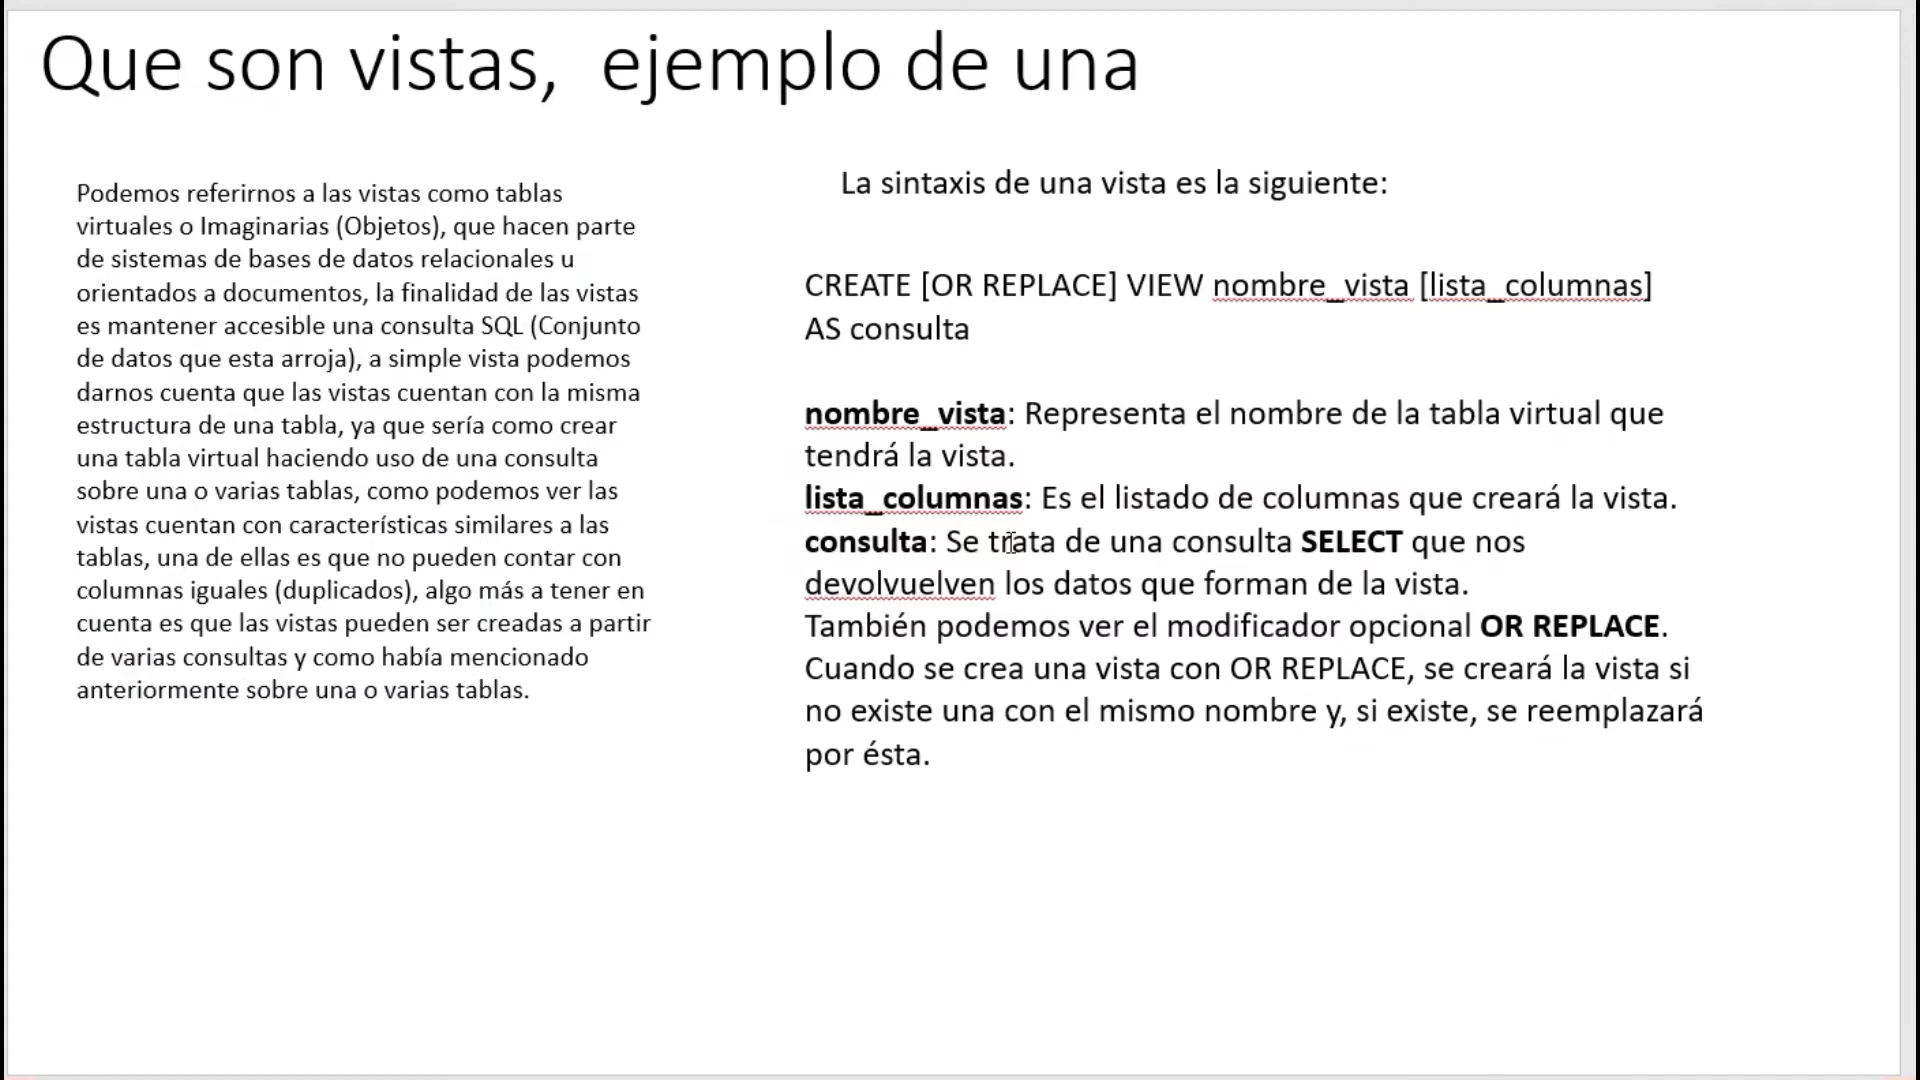 Que son vistas,  ejemplo de una
Podemos referirnos a las vistas como tablas
virtuales o Imaginarias (Objetos), que hacen parte
de sistemas de bases de datos relacionales u
orientados a documentos, la finalidad de las vistas
es mantener accesible una consulta SQL (Conjunto
de datos que esta arroja), a simple vista podemos
darnos cuenta que las vistas cuentan con la misma
estructura de una tabla, ya que sería como crear
una tabla virtual haciendo uso de una consulta
sobre una o varias tablas, como podemos ver las
vistas cuentan con características similares a las
tablas, una de ellas es que no pueden contar con
columnas iguales (duplicados), algo más a tener en
cuenta es que las vistas pueden ser creadas a partir
de varias consultas y como había mencionado
anteriormente sobre una o varias tablas.
La sintaxis de una vista es la siguiente:
CREATE [OR REPLACE] VIEW nombre_vista [lista_columnas]
AS consulta
nombre_vista: Representa el nombre de la tabla virtual que
tendrá la vista.
lista_columnas: Es el listado de columnas que creará la vista.
consulta: Se trata de una consulta SELECT que nos
devolvuelven los datos que forman de la vista.
También podemos ver el modificador opcional OR REPLACE.
Cuando se crea una vista con OR REPLACE, se creará la vista si
no existe una con el mismo nombre y, si existe, se reemplazará
por ésta.